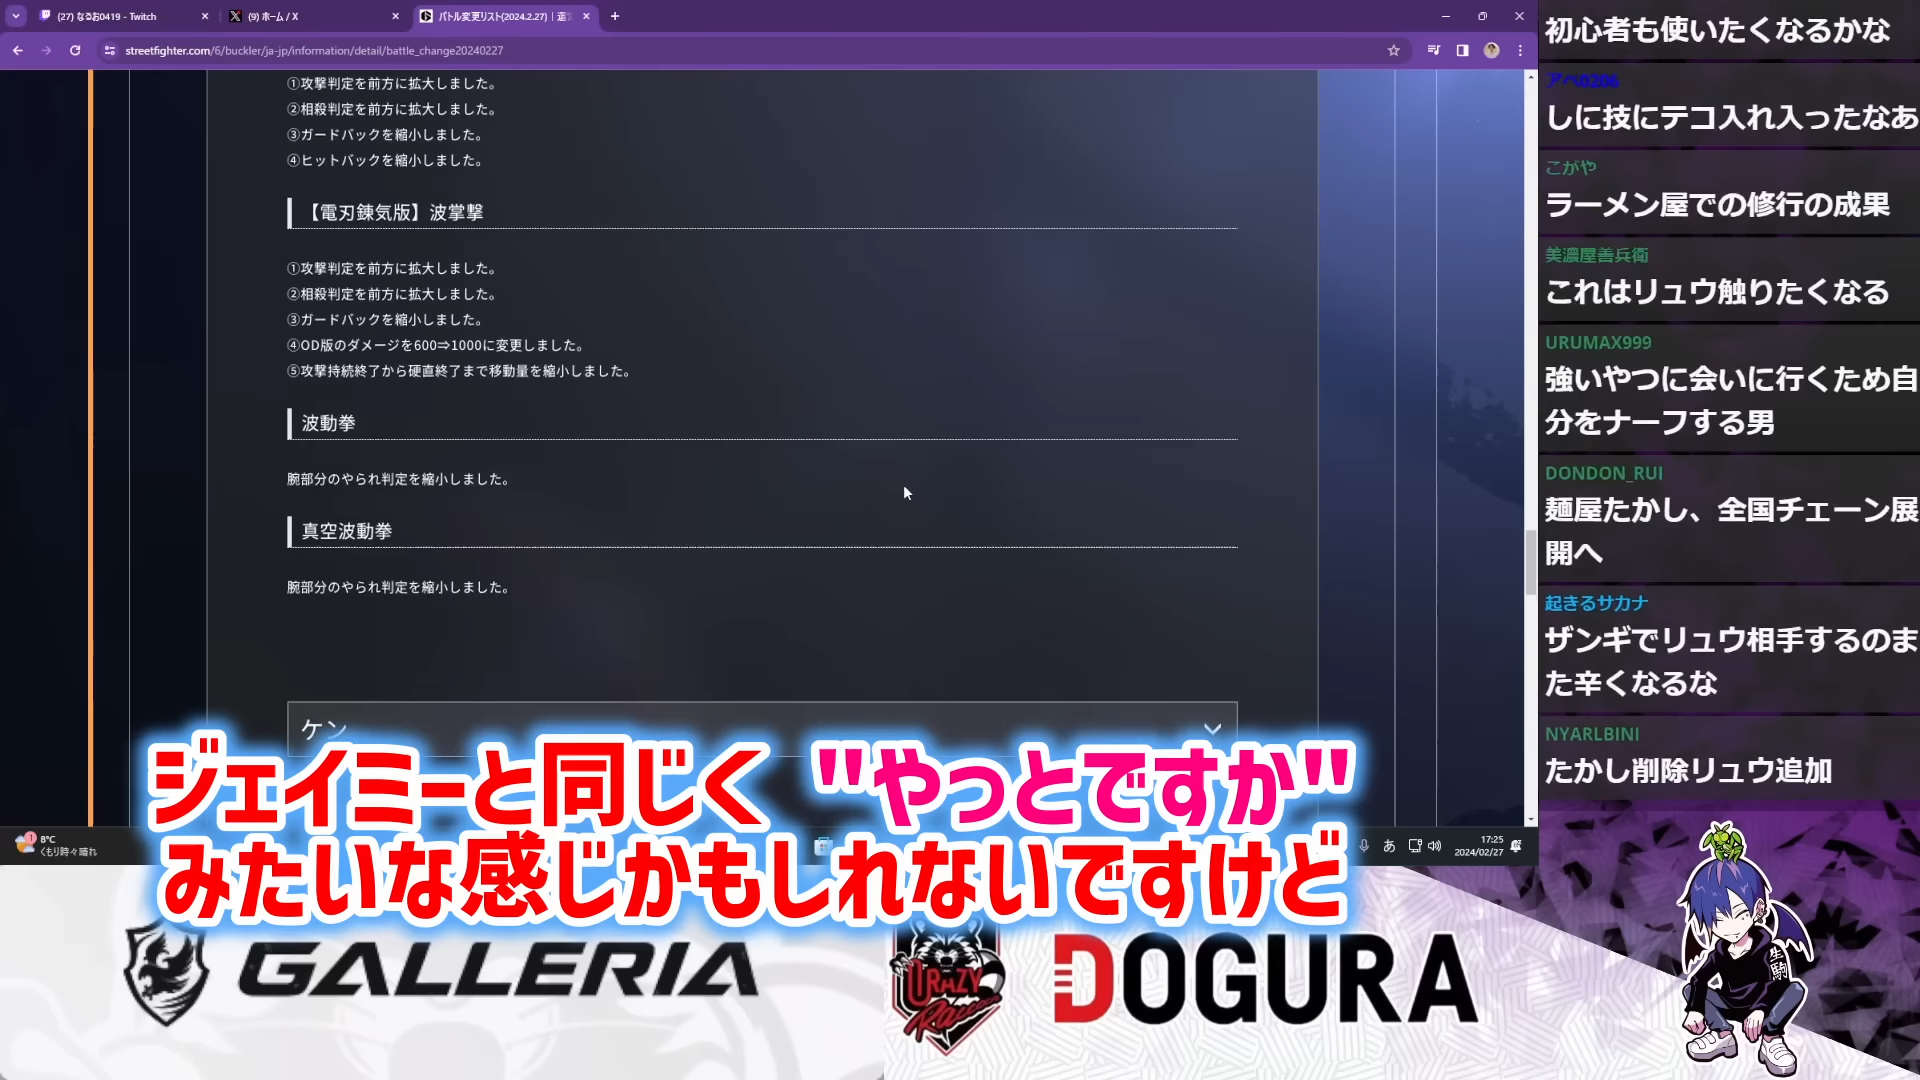 (27) なるお0419 - Twitch
(9) ホーム / X
バトル変更リスト(2024.2.27)｜還
streetfighter.com/6/buckler/ja-jp/information/detail/battle_change20240227
①攻撃判定を前方に拡大しました。
②相殺判定を前方に拡大しました。
③ガードバックを縮小しました。
④ヒットバックを縮小しました。
【電刃錬気版】波掌撃
①攻撃判定を前方に拡大しました。
②相殺判定を前方に拡大しました。
③ガードバックを縮小しました。
④OD版のダメージを600⇒1000に変更しました。
⑤攻撃持続終了から硬直終了まで移動量を縮小しました。
波動拳
腕部分のやられ判定を縮小しました。
真空波動拳
腕部分のやられ判定を縮小しました。
ケン
ジェイミーと同じく "やっとですか"
みたいな感じかもしれないですけど
1
8°C
くもり時々晴れ
あ
17:25
2024/02/27
GALLERIA
CRAZY
Raccoon
DOGURA
生駒
初心者も使いたくなるかな
アベ0286
しに技にテコ入れ入ったなあ
こがや
ラーメン屋での修行の成果
美濃屋善兵衛
これはリュウ触りたくなる
URUMAX999
強いやつに会いに行くため自
分をナーフする男
DONDON_RUI
麺屋たかし、全国チェーン展
開へ
起きるサカナ
ザンギでリュウ相手するのま
た辛くなるな
NYARLBINI
たかし削除リュウ追加